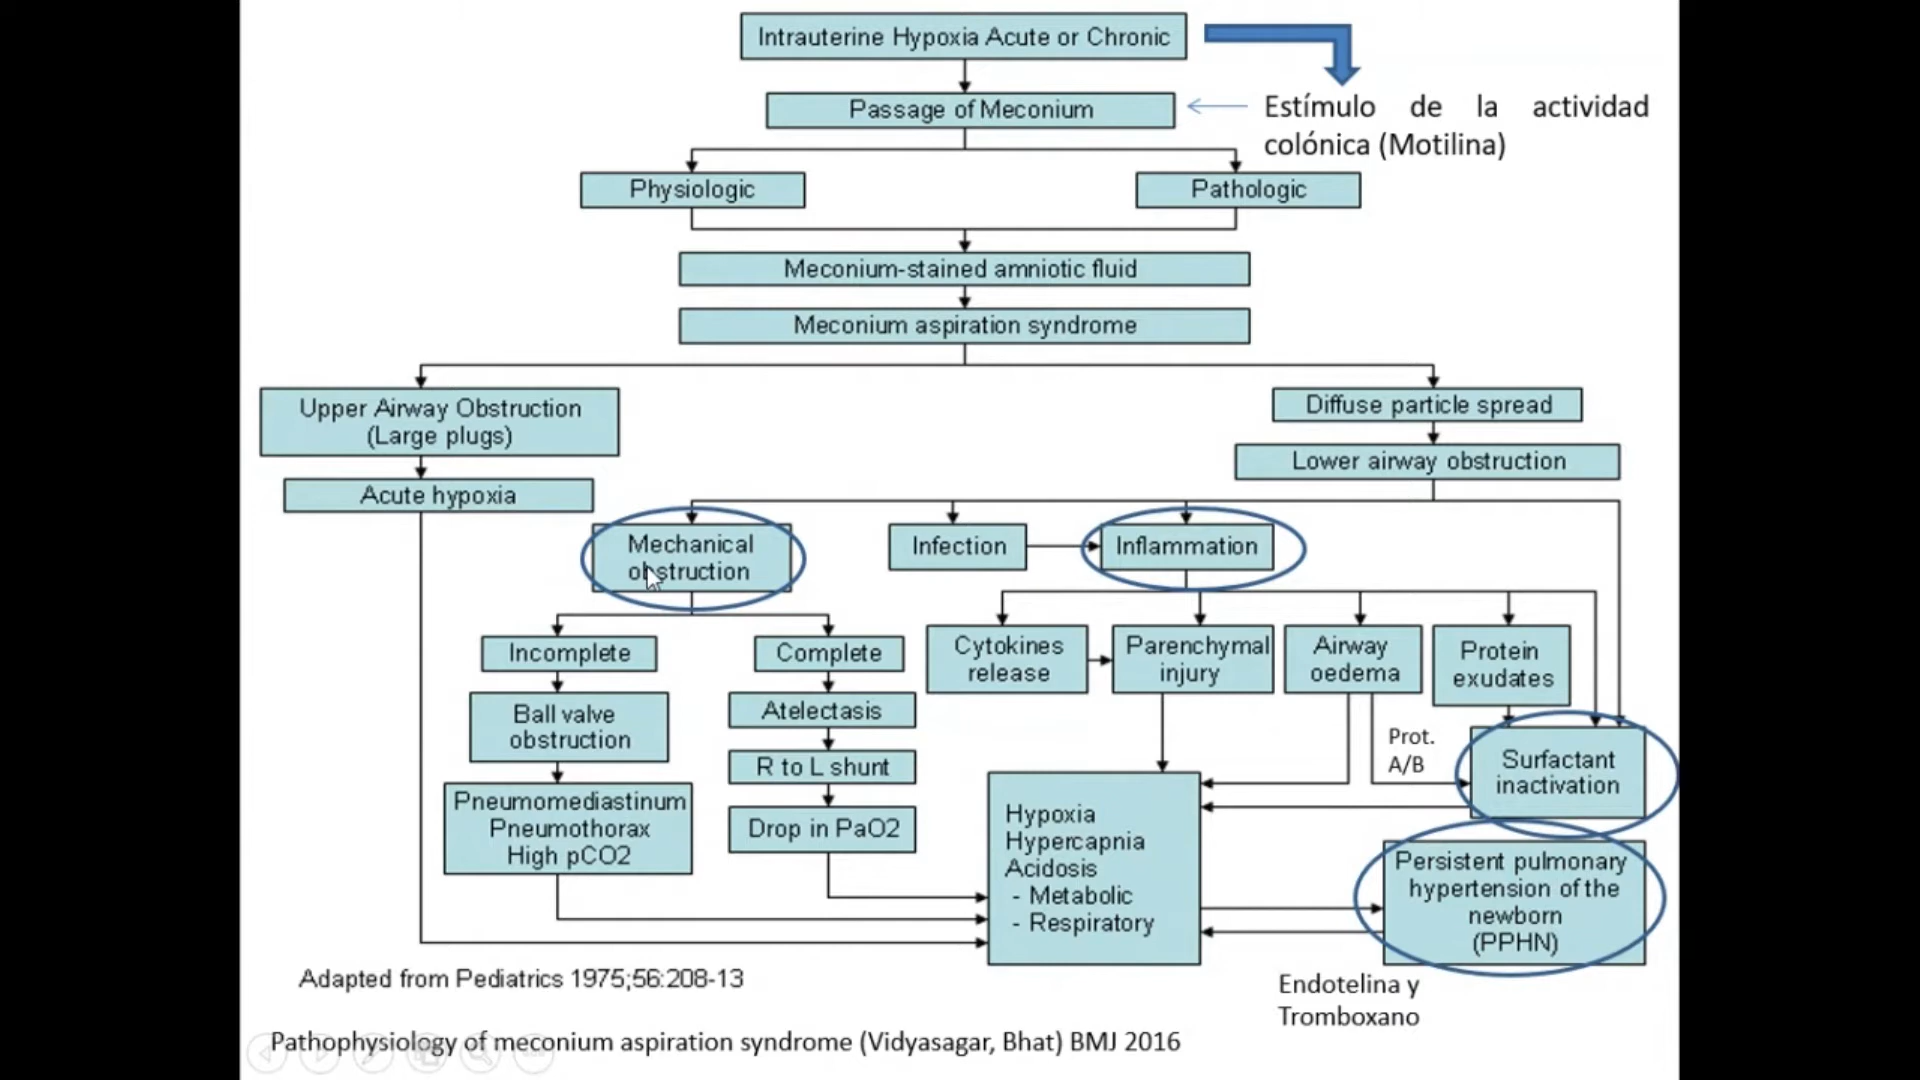 Intrauterine Hypoxia Acute or Chronic
Passage of Meconium
Estímulo de la actividad
colónica (Motilina)
Physiologic
Pathologic
Meconium-stained amniotic fluid
Meconium aspiration syndrome
Upper Airway Obstruction
(Large plugs)
Acute hypoxia
Diffuse particle spread
Lower airway obstruction
Mechanical
obstruction
Infection
Inflammation
Incomplete
Ball valve
obstruction
Pneumomediastinum
Pneumothorax
High pCO2
Complete
Atelectasis
R to L shunt
Drop in PaO2
Cytokines
release
Parenchymal
injury
Airway
oedema
Protein
exudates
Prot.
A/B
Surfactant
inactivation
Hypoxia
Hypercapnia
Acidosis
- Metabolic
- Respiratory
Persistent pulmonary
hypertension of the
newborn
(PPHN)
Endotelina y
Tromboxano
Adapted from Pediatrics 1975;56:208-13
Pathophysiology of meconium aspiration syndrome (Vidyasagar, Bhat) BMJ 2016